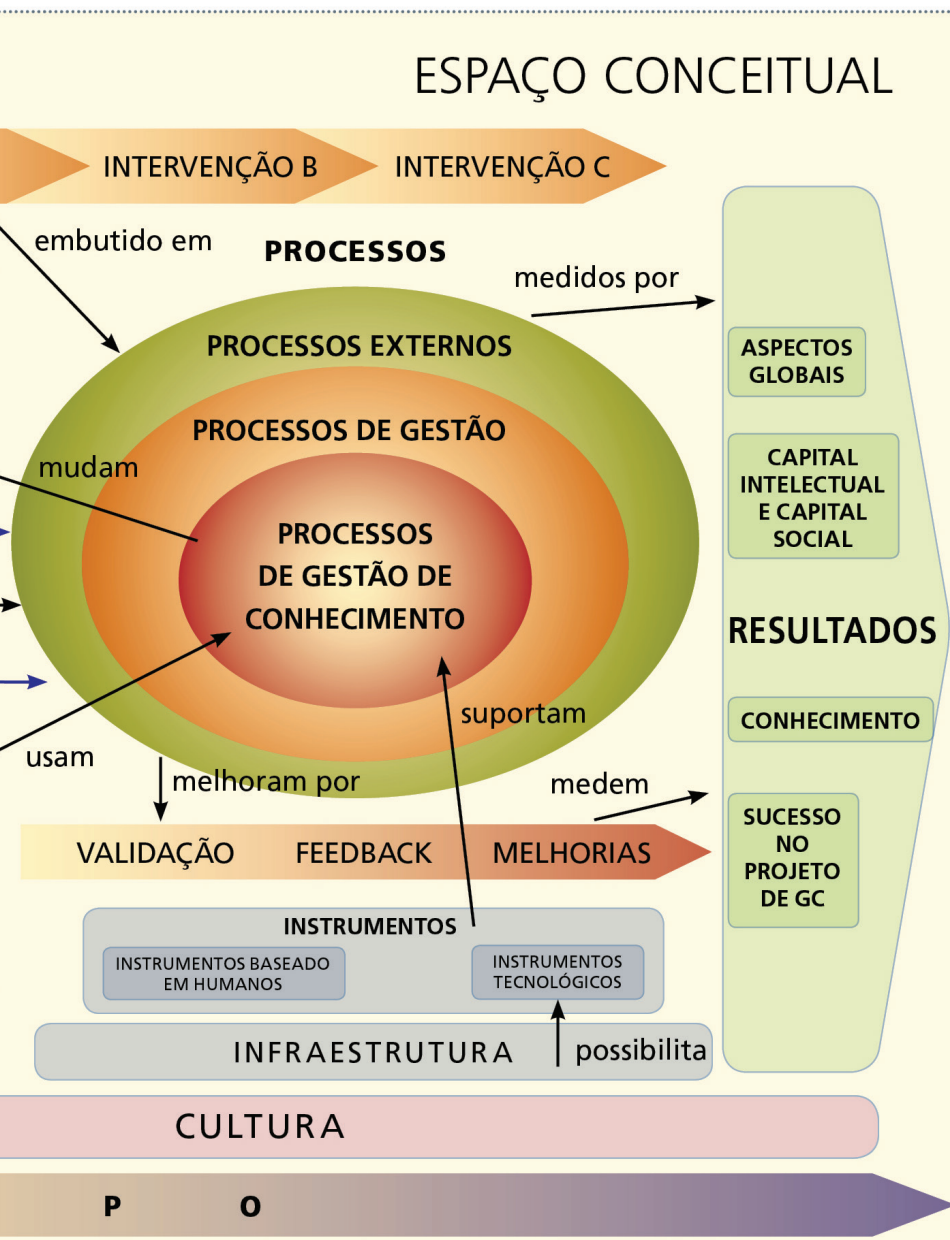 ESPAÇO CONCEITUAL
INTERVENÇÃO B
INTERVENÇÃO C
embutido em
PROCESSOS
medidos por
PROCESSOS EXTERNOS
PROCESSOS DE GESTÃO
mudam
PROCESSOS
DE GESTÃO DE
CONHECIMENTO
usam
suportam
melhoram por
medem
VALIDAÇÃO
FEEDBACK
MELHORIAS
INSTRUMENTOS
INSTRUMENTOS BASEADO
EM HUMANOS
INSTRUMENTOS
TECNOLÓGICOS
INFRAESTRUTURA
possibilita
ASPECTOS
GLOBAIS
CAPITAL
INTELECTUAL
E CAPITAL
SOCIAL
RESULTADOS
CONHECIMENTO
SUCESSO
NO
PROJETO
DE GC
CULTURA
P O